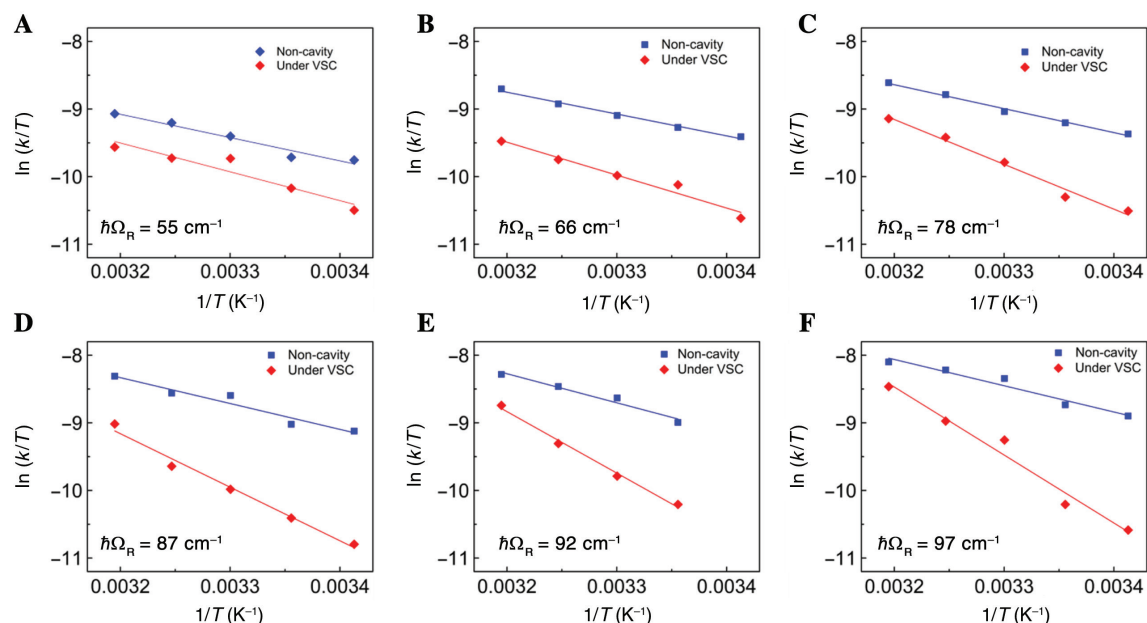 A
Non-cavity
Under VSC
ln (k/T)
−8
−9
−10
−11
ℏΩR = 55 cm⁻¹
0.0032 0.0033 0.0034
1/T (K⁻¹)
B
Non-cavity
Under VSC
ln (k/T)
−8
−9
−10
−11
ℏΩR = 66 cm⁻¹
0.0032 0.0033 0.0034
1/T (K⁻¹)
C
Non-cavity
Under VSC
ln (k/T)
−8
−9
−10
−11
ℏΩR = 78 cm⁻¹
0.0032 0.0033 0.0034
1/T (K⁻¹)
D
Non-cavity
Under VSC
ln (k/T)
−8
−9
−10
−11
ℏΩR = 87 cm⁻¹
0.0032 0.0033 0.0034
1/T (K⁻¹)
E
Non-cavity
Under VSC
ln (k/T)
−8
−9
−10
−11
ℏΩR = 92 cm⁻¹
0.0032 0.0033 0.0034
1/T (K⁻¹)
F
Non-cavity
Under VSC
ln (k/T)
−8
−9
−10
−11
ℏΩR = 97 cm⁻¹
0.0032 0.0033 0.0034
1/T (K⁻¹)